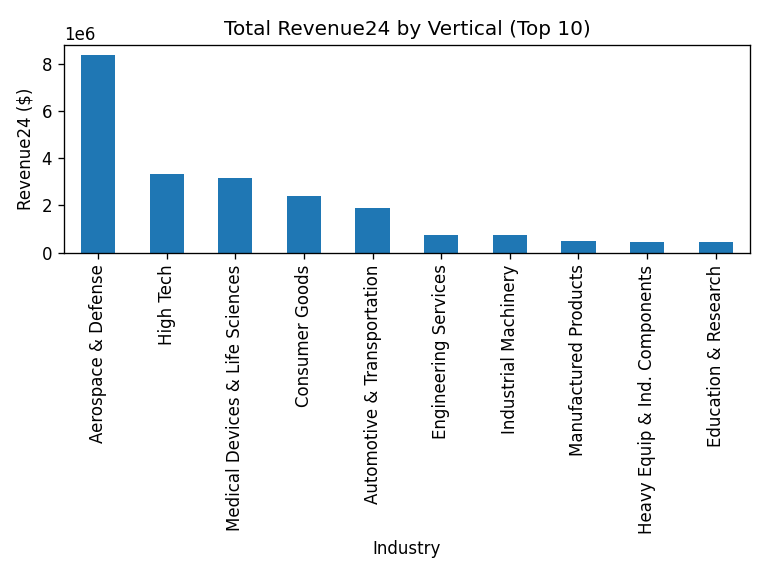 Total Revenue24 by Vertical (Top 10)
1e6
Revenue24 ($)
8
6
4
2
0
Aerospace & Defense
High Tech
Medical Devices & Life Sciences
Consumer Goods
Automotive & Transportation
Engineering Services
Industrial Machinery
Manufactured Products
Heavy Equip & Ind. Components
Education & Research
Industry